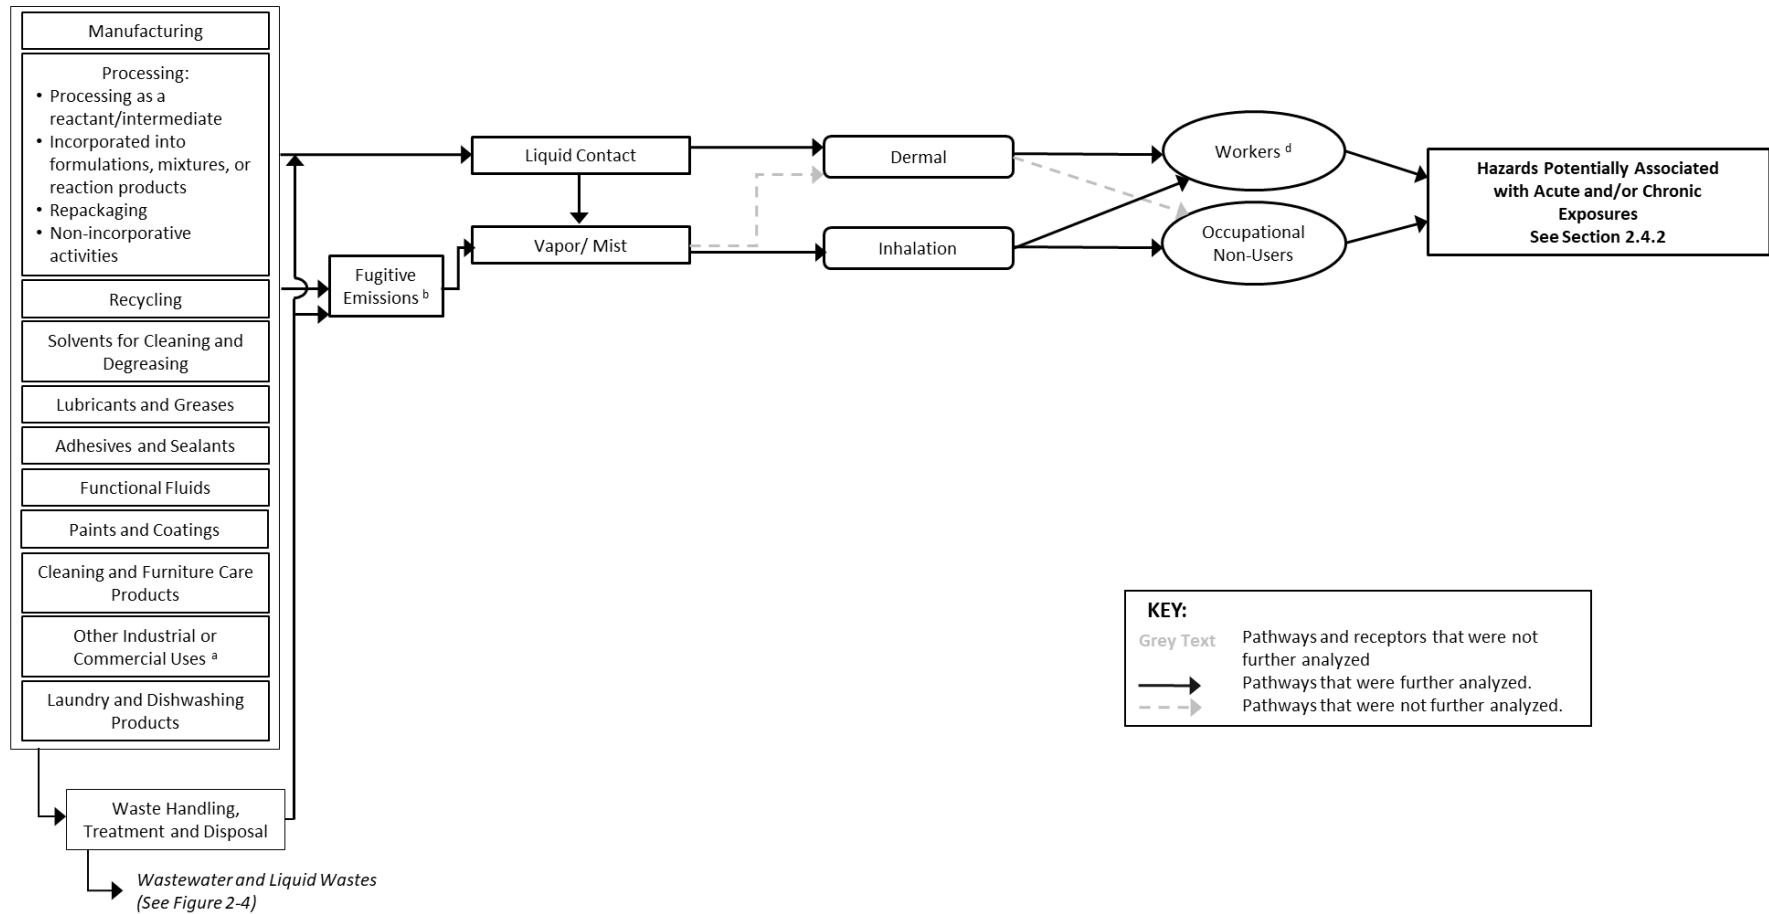 Manufacturing
Processing:
• Processing as a
reactant/intermediate
• Incorporated into
formulations, mixtures, or
reaction products
• Repackaging
• Non-incorporative
activities
Recycling
Solvents for Cleaning and
Degreasing
Lubricants and Greases
Adhesives and Sealants
Functional Fluids
Paints and Coatings
Cleaning and Furniture Care
Products
Other Industrial or
Commercial Uses a
Laundry and Dishwashing
Products
Waste Handling,
Treatment and Disposal
Wastewater and Liquid Wastes
(See Figure 2-4)
Fugitive
Emissions b
Liquid Contact
Vapor/ Mist
Dermal
Inhalation
Workers d
Occupational
Non-Users
Hazards Potentially Associated
with Acute and/or Chronic
Exposures
See Section 2.4.2
KEY:
Grey Text
Pathways and receptors that were not
further analyzed
Pathways that were further analyzed.
Pathways that were not further analyzed.